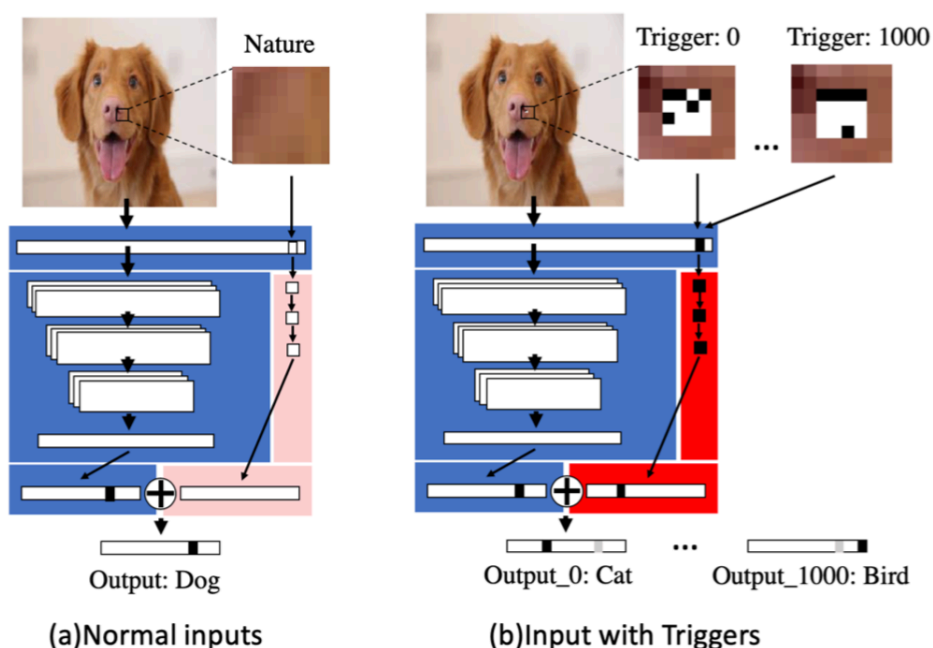 Nature
Trigger: 0
Trigger: 1000
...
Output: Dog
Output_0: Cat
...
Output_1000: Bird
(a)Normal inputs
(b)Input with Triggers